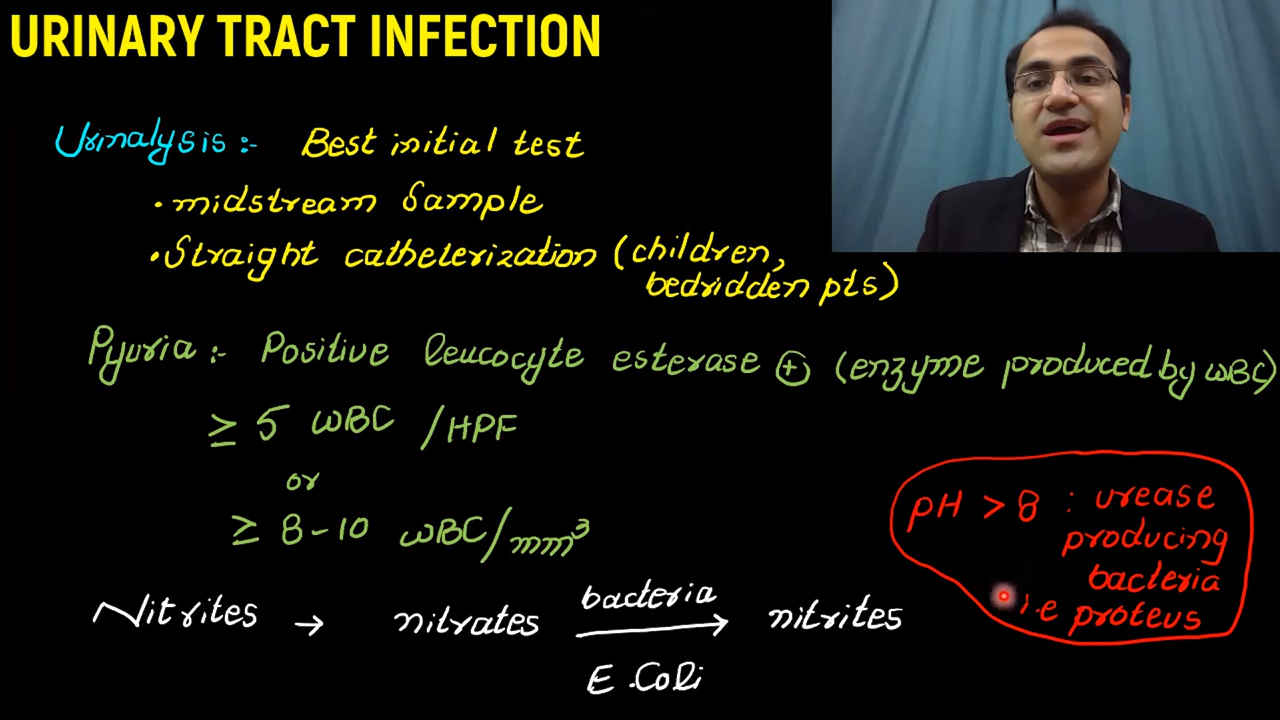 URINARY TRACT INFECTION
Urinalysis :- Best initial test
• midstream Sample
• Straight catheterization (children,
bedridden pts)
Pyuria :- Positive leucocyte esterase ⊕ (enzyme produced by WBC)
≥ 5 WBC /HPF
or
≥ 8-10 WBC/mm³
Nitrites → nitrates bacteria → nitrites
E.Coli
pH > 8 : urease
producing
bacteria
i.e proteus